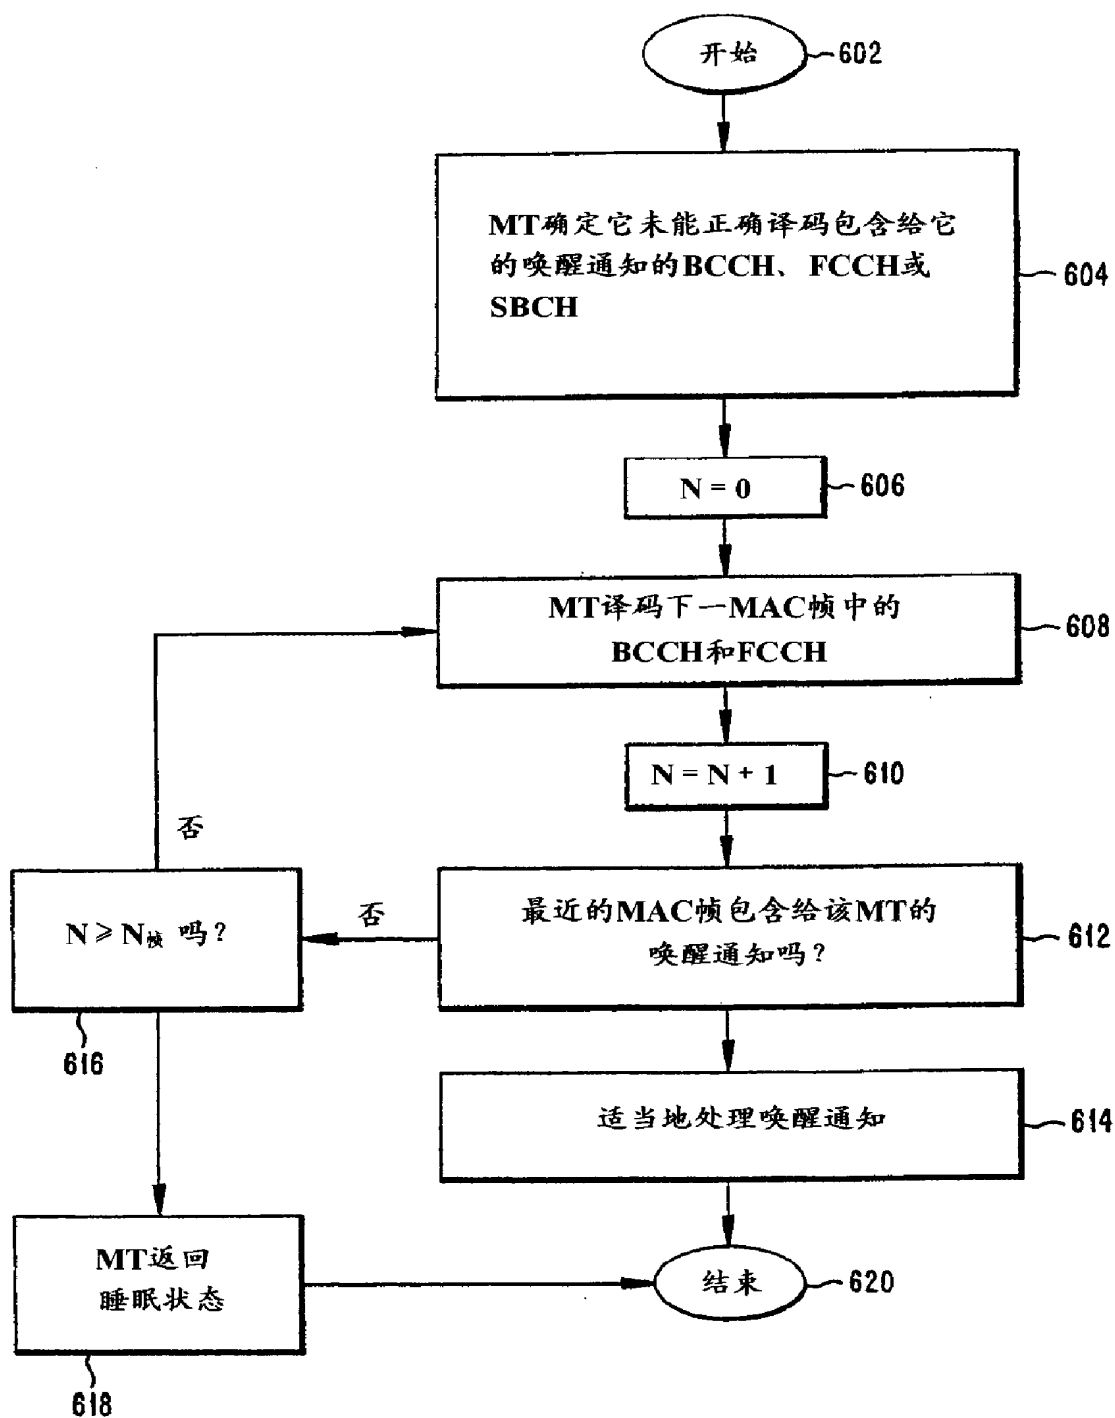 开始
602
MT确定它未能正确译码包含给它
的唤醒通知的BCCH、FCCH或
SBCH
604
N = 0
606
MT译码下一MAC帧中的
BCCH和FCCH
608
N = N + 1
610
否
N ≥ N帧 吗?
616
否
最近的MAC帧包含给该MT的
唤醒通知吗?
612
适当地处理唤醒通知
614
MT返回
睡眠状态
618
结束
620